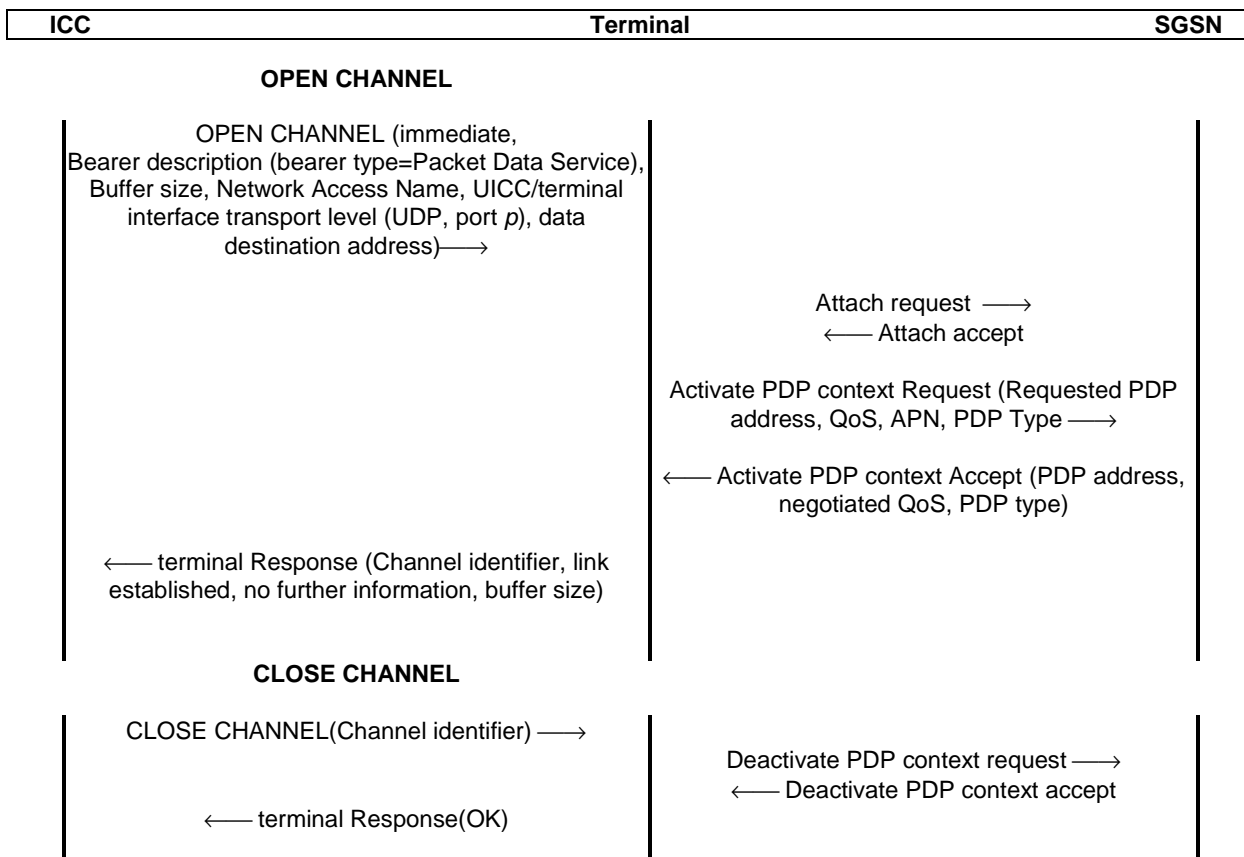 ICC Terminal SGSN
OPEN CHANNEL
OPEN CHANNEL (immediate,
Bearer description (bearer type=Packet Data Service),
Buffer size, Network Access Name, UICC/terminal
interface transport level (UDP, port p), data
destination address)⎯⎯→
Attach request ⎯⎯→
←⎯⎯ Attach accept
Activate PDP context Request (Requested PDP
address, QoS, APN, PDP Type ⎯⎯→
←⎯⎯ Activate PDP context Accept (PDP address,
negotiated QoS, PDP type)
←⎯⎯ terminal Response (Channel identifier, link
established, no further information, buffer size)
CLOSE CHANNEL
CLOSE CHANNEL(Channel identifier) ⎯⎯→
Deactivate PDP context request ⎯⎯→
←⎯⎯ Deactivate PDP context accept
←⎯⎯ terminal Response(OK)